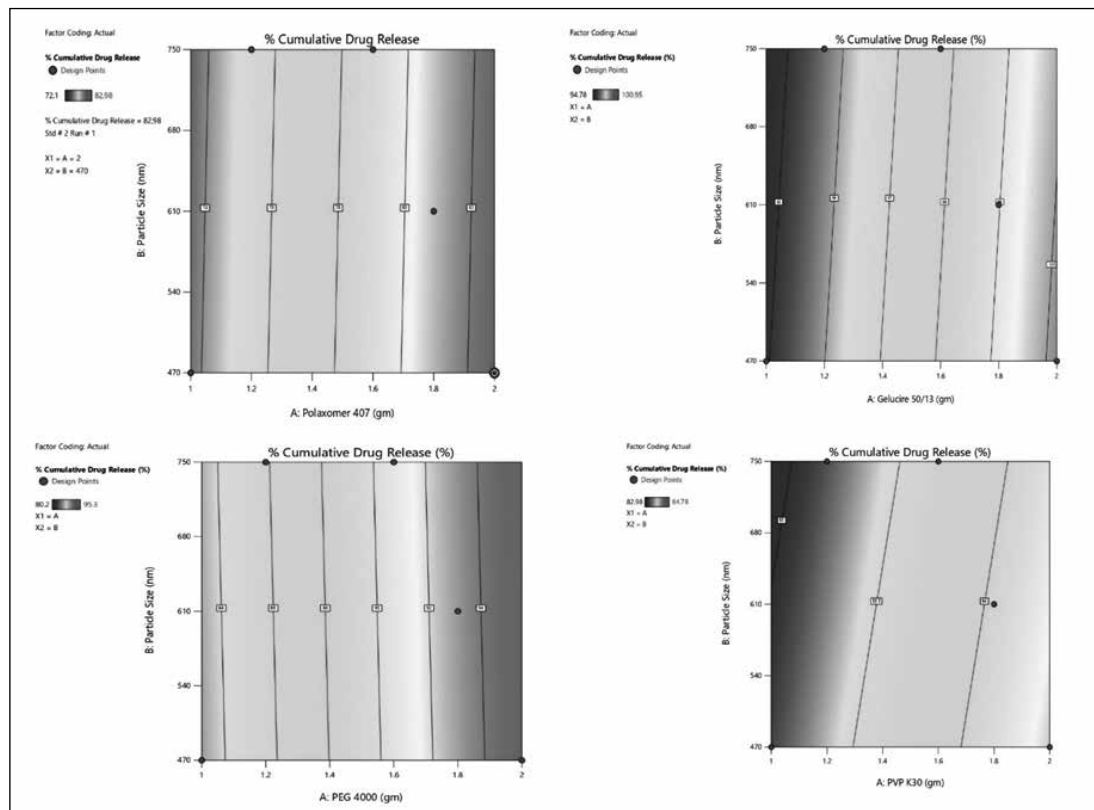 Factor Coding: Actual
% Cumulative Drug Release
% Cumulative Drug Release
Design Points
72.1 82.98
% Cumulative Drug Release = 82.98
Std # 2 Run # 1
X1 = A = 2
X2 = B = 470
B: Particle Size (nm)
750
680
610
540
470
1 1.2 1.4 1.6 1.8 2
A: Polaxomer 407 (gm)
Factor Coding: Actual
% Cumulative Drug Release (%)
% Cumulative Drug Release (%)
Design Points
94.78 100.95
X1 = A
X2 = B
B: Particle Size (nm)
750
680
610
540
470
1 1.2 1.4 1.6 1.8 2
A: Gelucire 50/13 (gm)
Factor Coding: Actual
% Cumulative Drug Release (%)
% Cumulative Drug Release (%)
Design Points
80.2 95.3
X1 = A
X2 = B
B: Particle Size (nm)
750
680
610
540
470
1 1.2 1.4 1.6 1.8 2
A: PEG 4000 (gm)
Factor Coding: Actual
% Cumulative Drug Release (%)
% Cumulative Drug Release (%)
Design Points
82.98 84.78
X1 = A
X2 = B
B: Particle Size (nm)
750
680
610
540
470
1 1.2 1.4 1.6 1.8 2
A: PVP K30 (gm)